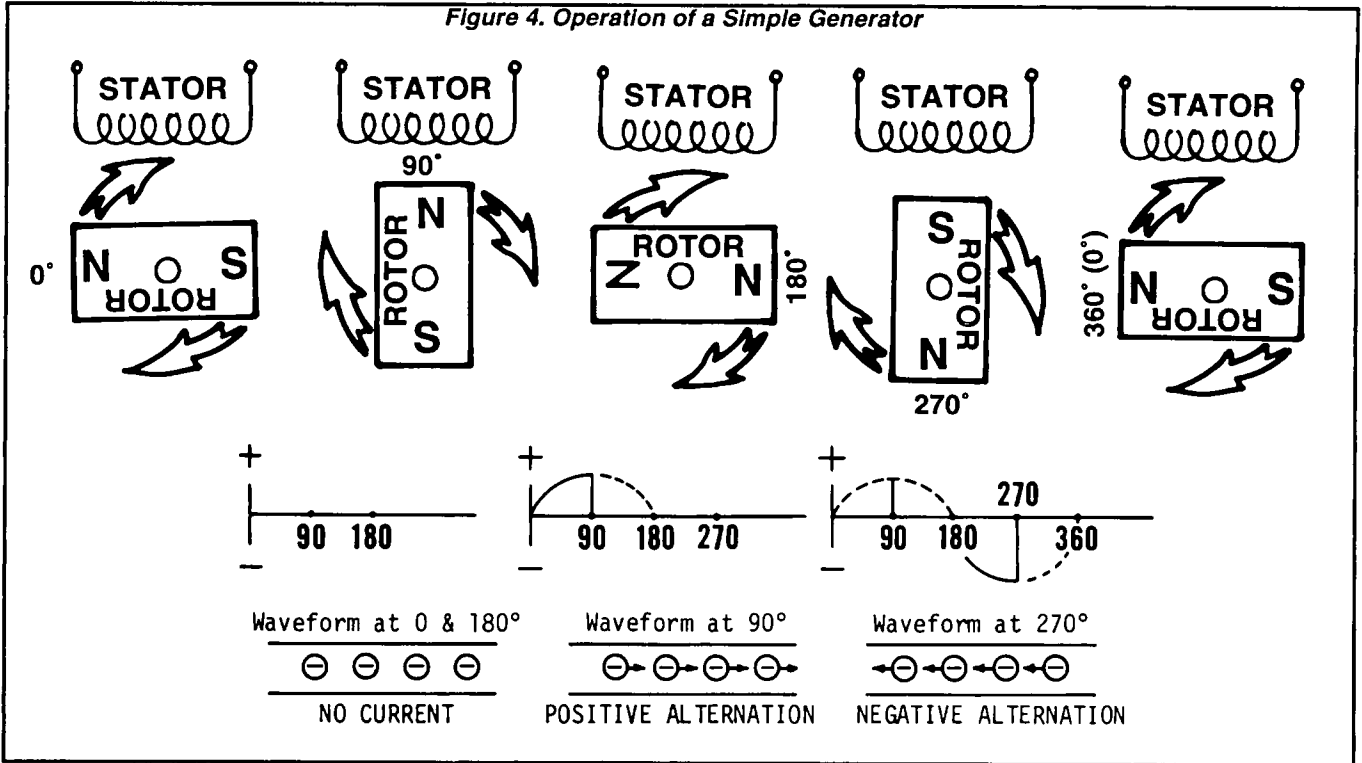 Figure 4. Operation of a Simple Generator
STATOR STATOR STATOR STATOR STATOR
90°
0° N S ROTOR
N ROTOR S
ROTOR Z N 180°
S ROTOR N
270°
360° (0°) N S ROTOR
+ + +
270
90 180
90 180 270
90 180 360
− − −
Waveform at 0 & 180°
⊖ ⊖ ⊖ ⊖
NO CURRENT
Waveform at 90°
⊖ ⊖ ⊖ ⊖
POSITIVE ALTERNATION
Waveform at 270°
⊖ ⊖ ⊖ ⊖
NEGATIVE ALTERNATION